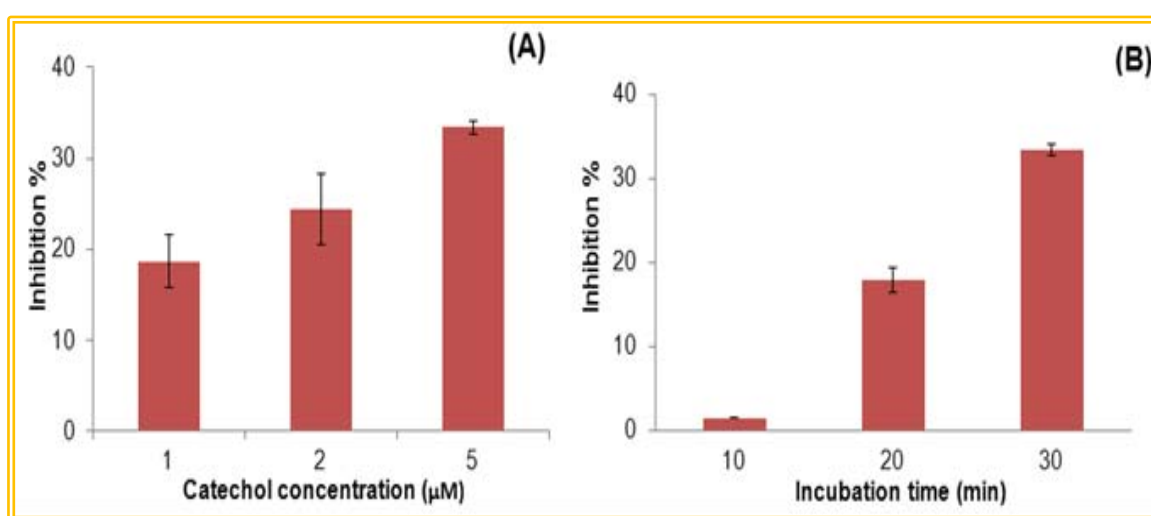 (A)
40
30
20
10
0
Inhibition %
1 2 5
Catechol concentration (μM)
(B)
40
30
20
10
0
Inhibition %
10 20 30
Incubation time (min)